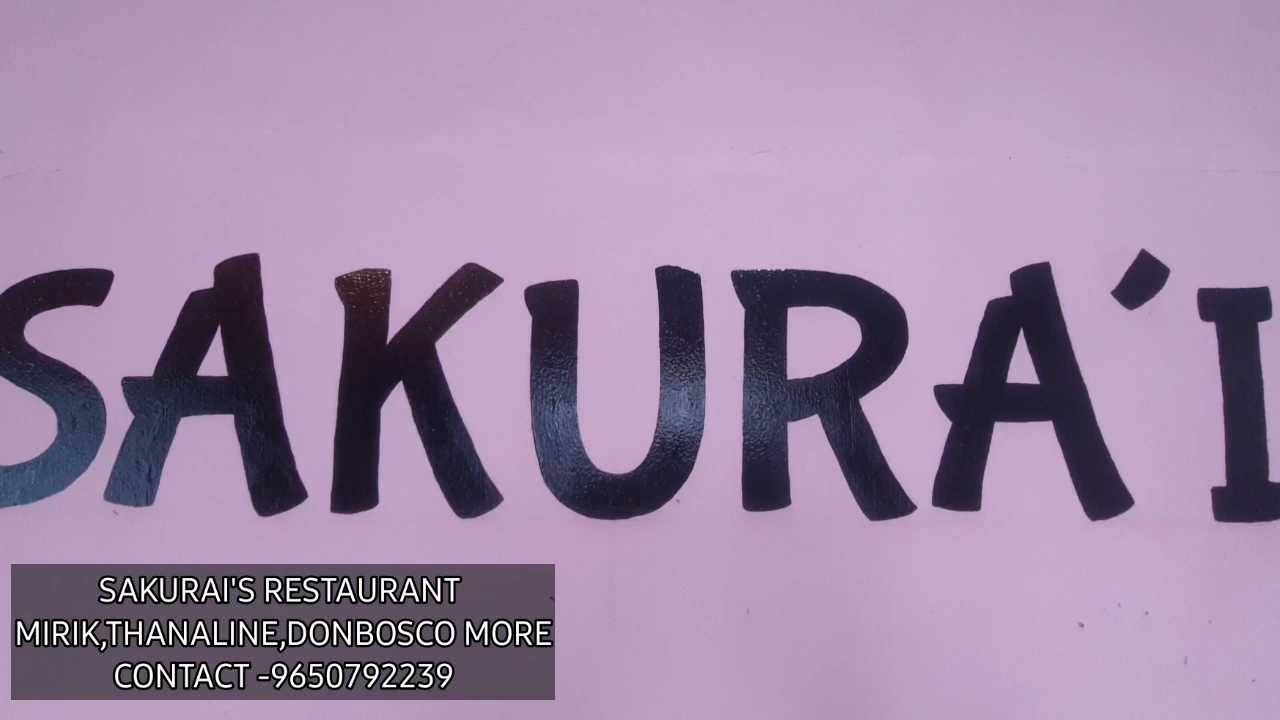 SAKURA'I
SAKURAI'S RESTAURANT
MIRIK,THANALINE,DONBOSCO MORE
CONTACT -9650792239